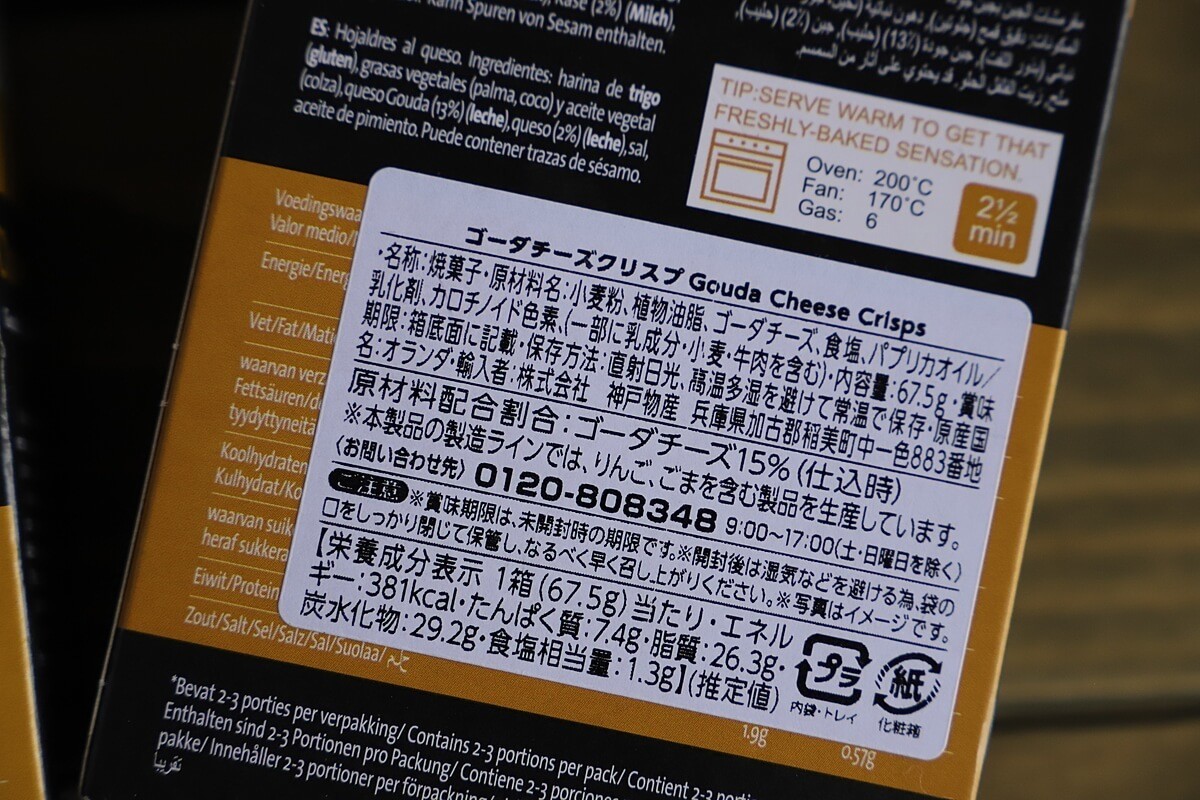 Karin Spuren von Sesam enthalten.
Käse (2%) (Milch),
ES: Hojaldres al queso. Ingredientes: harina de trigo
(gluten), grasas vegetales (palma, coco) y aceite vegetal
(colza), queso Gouda (13%) (leche), queso (2%) (leche), sal,
aceite de pimiento. Puede contener trazas de sésamo.
TIP: SERVE WARM TO GET THAT
FRESHLY-BAKED SENSATION.
Oven: 200°C
Fan: 170°C
Gas: 6
2½
min
Voedingswaa
Valor medio/
Energie/Energ
Vet/Fat/Mati
waarvan verz
Fettsäuren/d
tyydyttyneitä
Koolhydraten
Kulhydrat/Ko
waarvan suik
heraf sukkera
Eiwit/Protein
Zout/Salt/Sel/Salz/Sal/Suolaa/ ملح
ゴーダチーズクリスプ Gouda Cheese Crisps
・名称:焼菓子・原材料名:小麦粉、植物油脂、ゴーダチーズ、食塩、パプリカオイル/
乳化剤、カロチノイド色素、(一部に乳成分・小麦・牛肉を含む)・内容量:67.5g・賞味
期限:箱底面に記載・保存方法:直射日光、高温多湿を避けて常温で保存・原産国
名:オランダ・輸入者:株式会社 神戸物産 兵庫県加古郡稲美町中一色883番地
原材料配合割合:ゴーダチーズ15%(仕込時)
※本製品の製造ラインでは、りんご、ごまを含む製品を生産しています。
〈お問い合わせ先〉 0120-808348 9:00〜17:00(土・日曜日を除く)
ご注意 ※賞味期限は、未開封時の期限です。※開封後は湿気などを避ける為、袋の
口をしっかり閉じて保管し、なるべく早く召し上がりください。※写真はイメージです。
【栄養成分表示 1箱(67.5g)当たり・エネル
ギー:381kcal・たんぱく質:7.4g・脂質:26.3g・
炭水化物:29.2g・食塩相当量:1.3g】(推定値)
プラ
内袋・トレイ
紙
化粧箱
1.9g
0.57g
*Bevat 2-3 porties per verpakking/ Contains 2-3 portions per pack/ Contient 2-3
Enthalten sind 2-3 Portionen pro Packung/ Contiene 2-3 porciones
pakke/ Innehåller 2-3 portioner per förpackning/
تقريباً